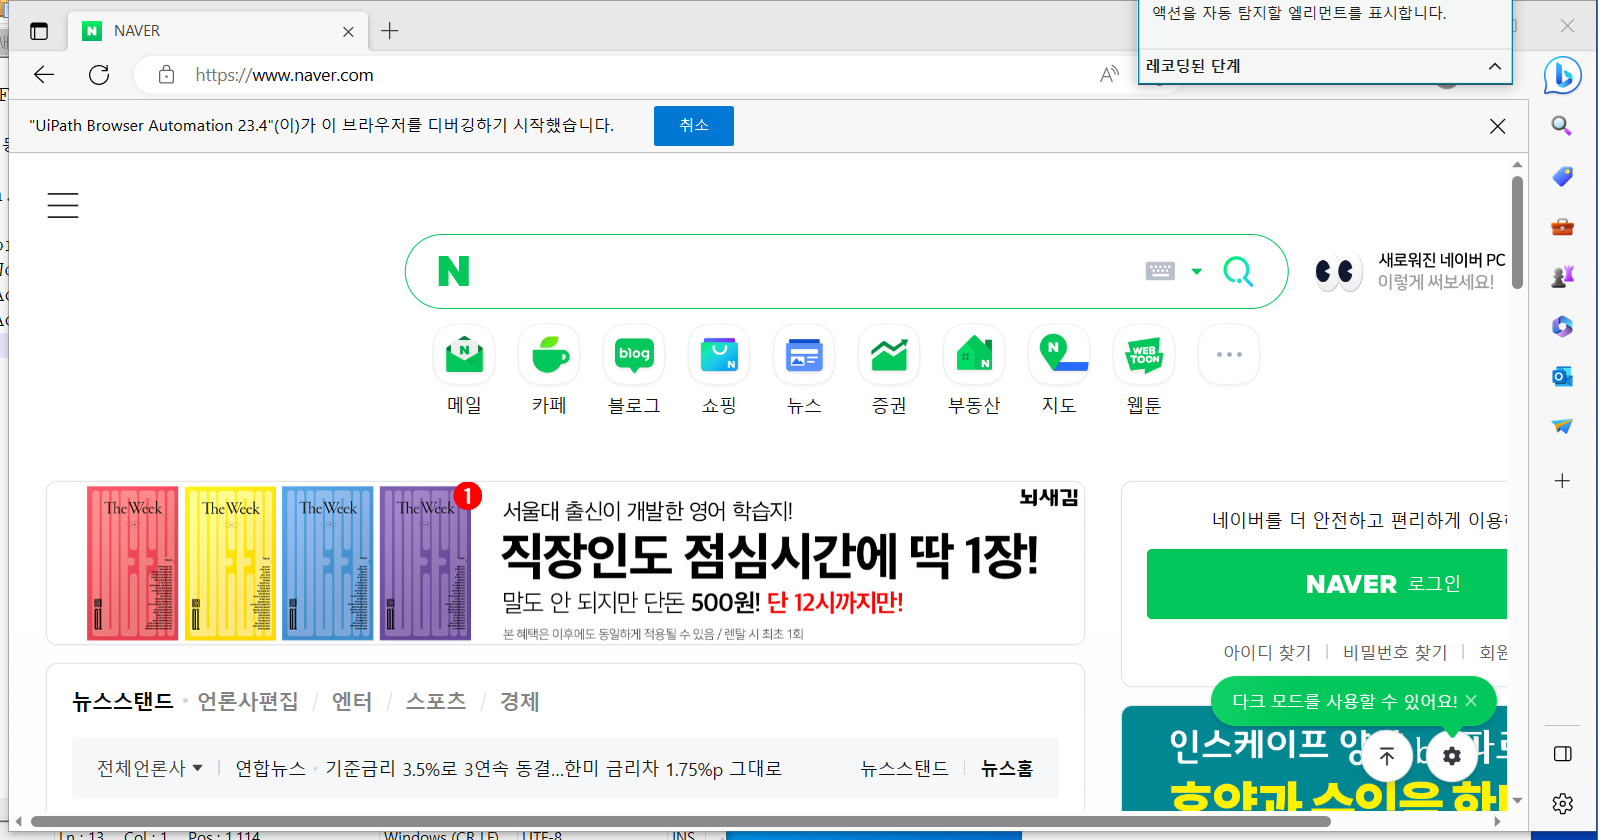 액션을 자동 탐지할 엘리먼트를 표시합니다.
레코딩된 단계
NAVER
https://www.naver.com
"UiPath Browser Automation 23.4"(이)가 이 브라우저를 디버깅하기 시작했습니다.
취소
N
새로워진 네이버 PC
이렇게 써보세요!
N
blog
N
N
N
WEB TOON
메일
카페
블로그
쇼핑
뉴스
증권
부동산
지도
웹툰
The Week
The Week
The Week
The Week
1
뇌새김
서울대 출신이 개발한 영어 학습지!
직장인도 점심시간에 딱 1장!
말도 안 되지만 단돈 500원! 단 12시까지만!
본 혜택은 이후에도 동일하게 적용될 수 있음 / 렌탈 시 최초 1회
네이버를 더 안전하고 편리하게 이용
NAVER 로그인
아이디 찾기
비밀번호 찾기
회원
뉴스스탠드
언론사편집
/ 엔터
/ 스포츠
/ 경제
다크 모드를 사용할 수 있어요!
인스케이프 양
전체언론사
연합뉴스
기준금리 3.5%로 3연속 동결...한미 금리차 1.75%p 그대로
뉴스스탠드
뉴스홈
Ln : 13 Col : 1 Pos : 1,114
Windows (CR LF)
UTF-8
INS